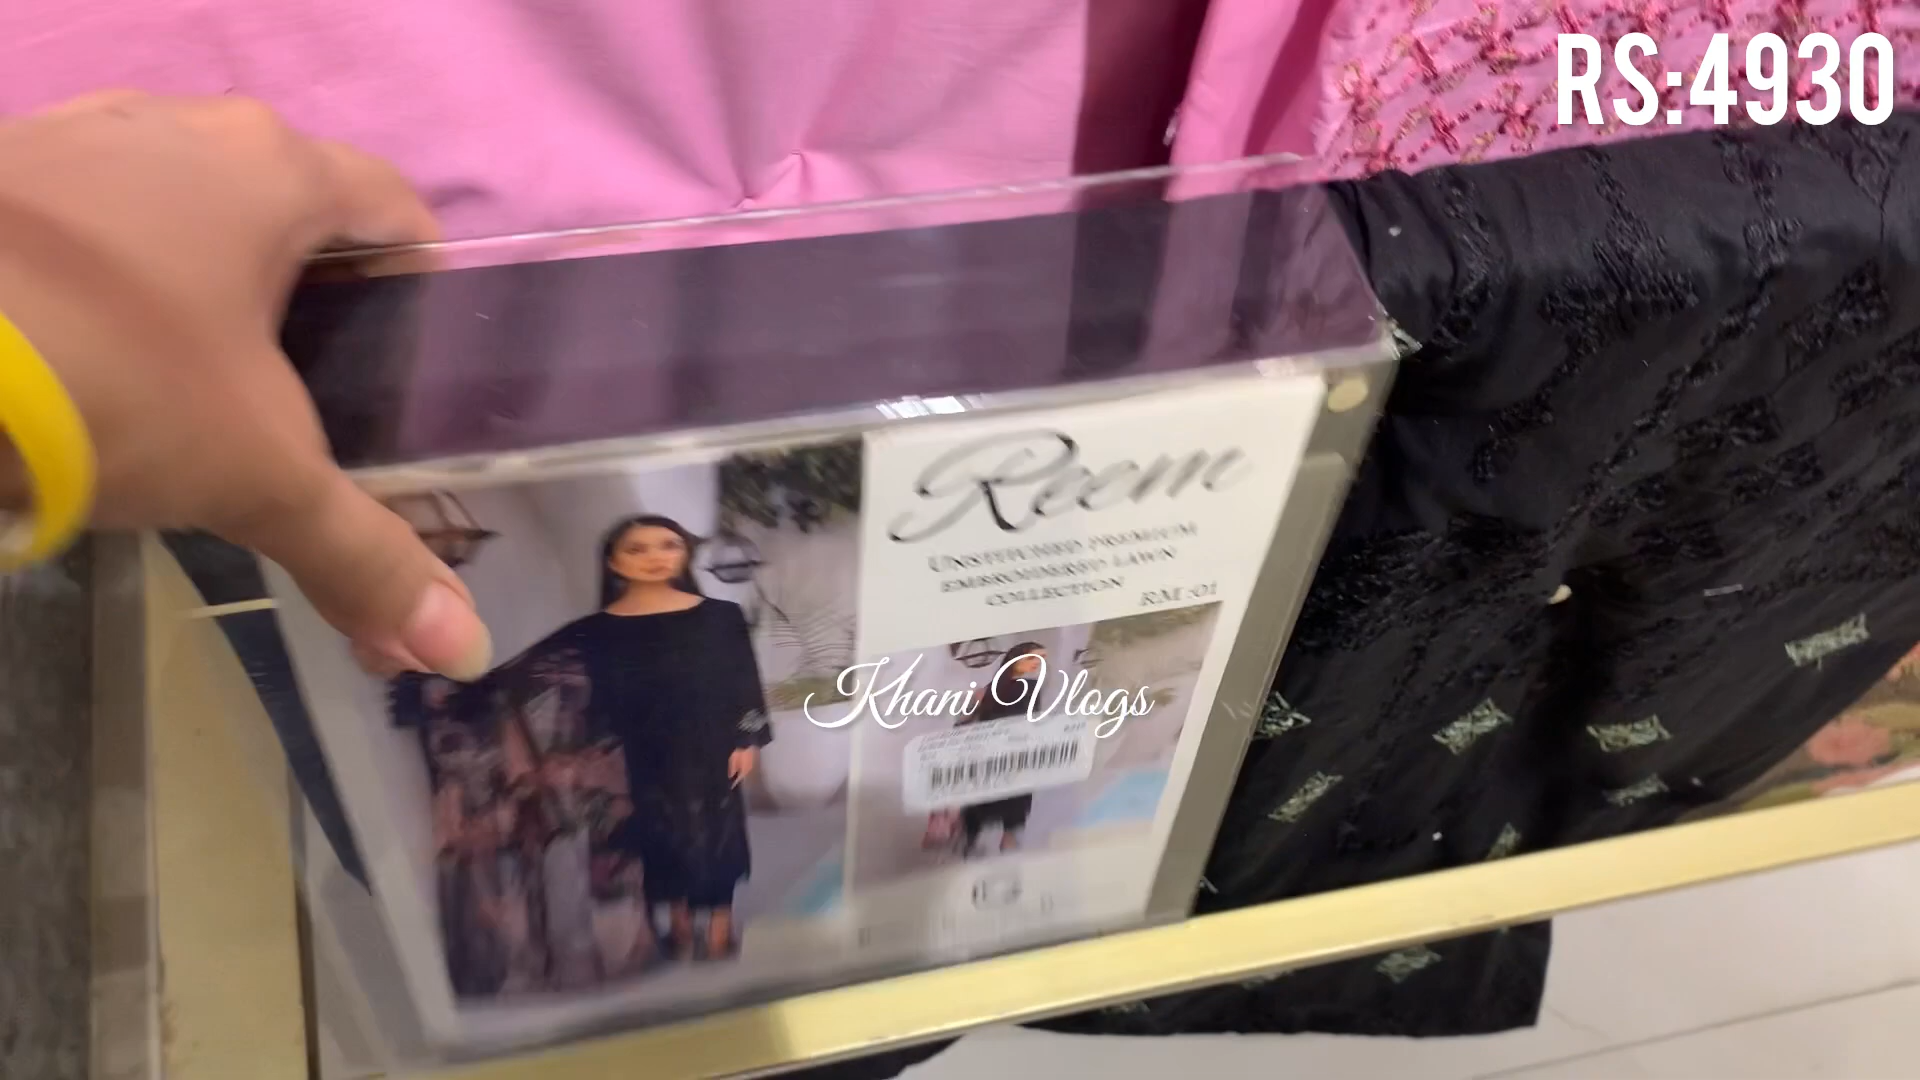 RS:4930
Reem
UNSTITCHED PREMIUM
EMBROIDERED LAWN
COLLECTION
RM :01
Khani Vlogs